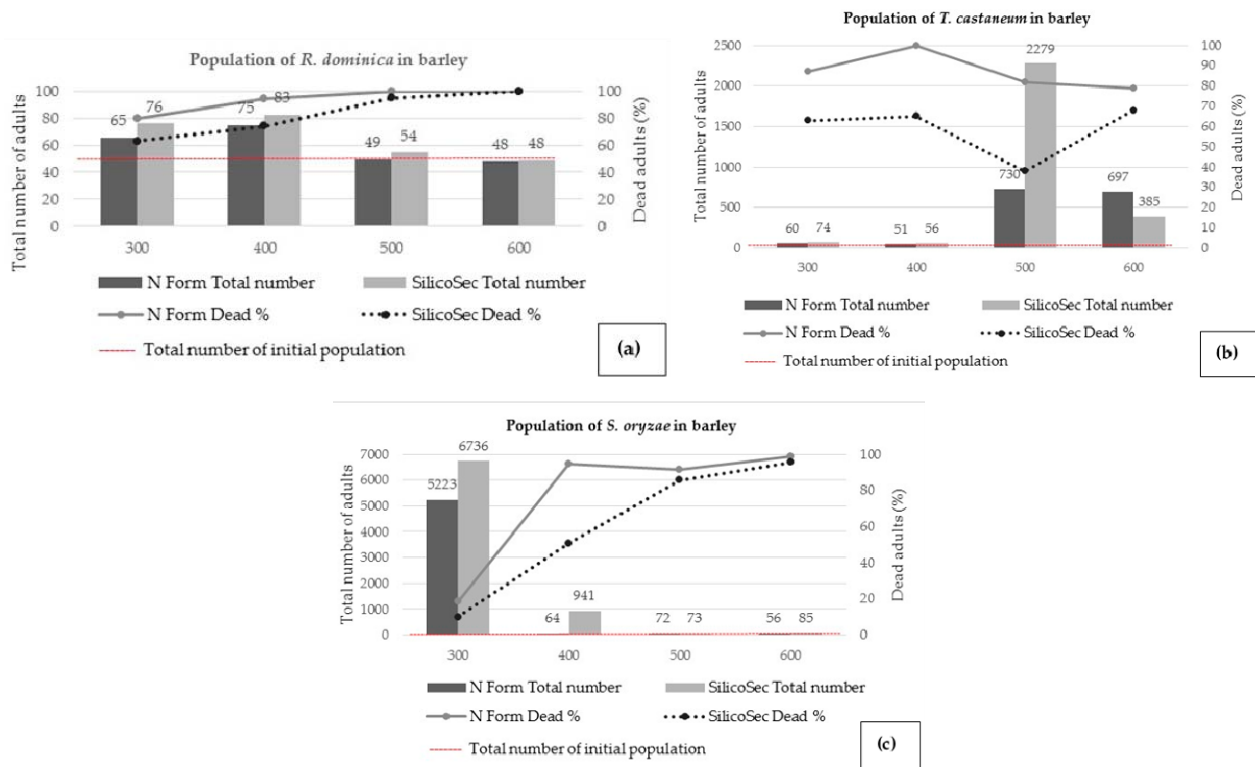 Population of R. dominica in barley
Total number of adults
Dead adults (%)
100
80
60
40
20
0
100
80
60
40
20
0
65 76 75 83 49 54 48 48
300 400 500 600
N Form Total number SilicoSec Total number
N Form Dead % SilicoSec Dead %
Total number of initial population
(a)
Population of T. castaneum in barley
Total number of adults
Dead adults (%)
2500
2000
1500
1000
500
0
100
90
80
70
60
50
40
30
20
10
0
60 74 51 56 730 2279 697 385
300 400 500 600
N Form Total number SilicoSec Total number
N Form Dead % SilicoSec Dead %
Total number of initial population
(b)
Population of S. oryzae in barley
Total number of adults
Dead adults (%)
7000
6000
5000
4000
3000
2000
1000
0
100
80
60
40
20
0
5223 6736 64 941 72 73 56 85
300 400 500 600
N Form Total number SilicoSec Total number
N Form Dead % SilicoSec Dead %
Total number of initial population
(c)